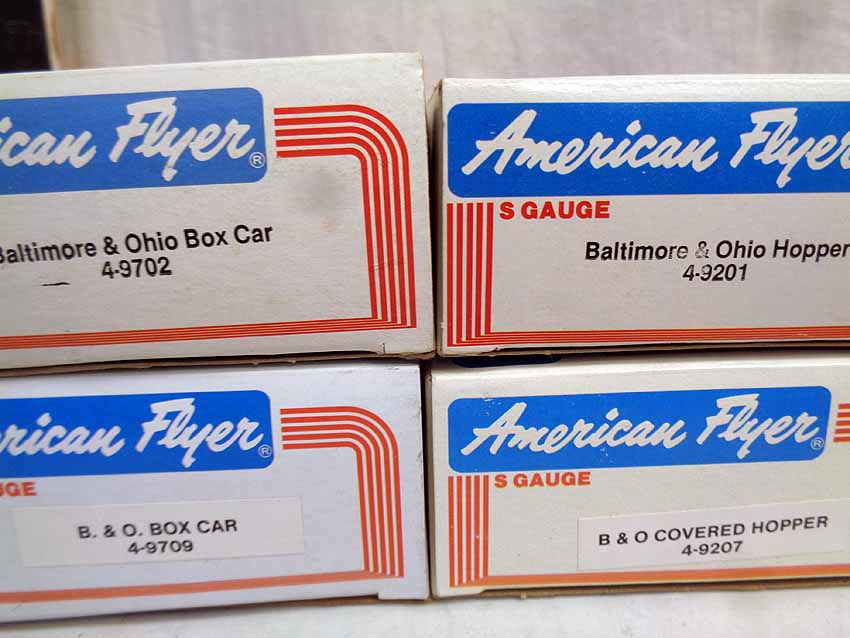 ican Flyer®
Baltimore & Ohio Box Car
4-9702
American Flyer
S GAUGE
Baltimore & Ohio Hopper
4-9201
rican Flyer®
UGE
B. & O. BOX CAR
4-9709
American Flyer®
S GAUGE
B & O COVERED HOPPER
4-9207